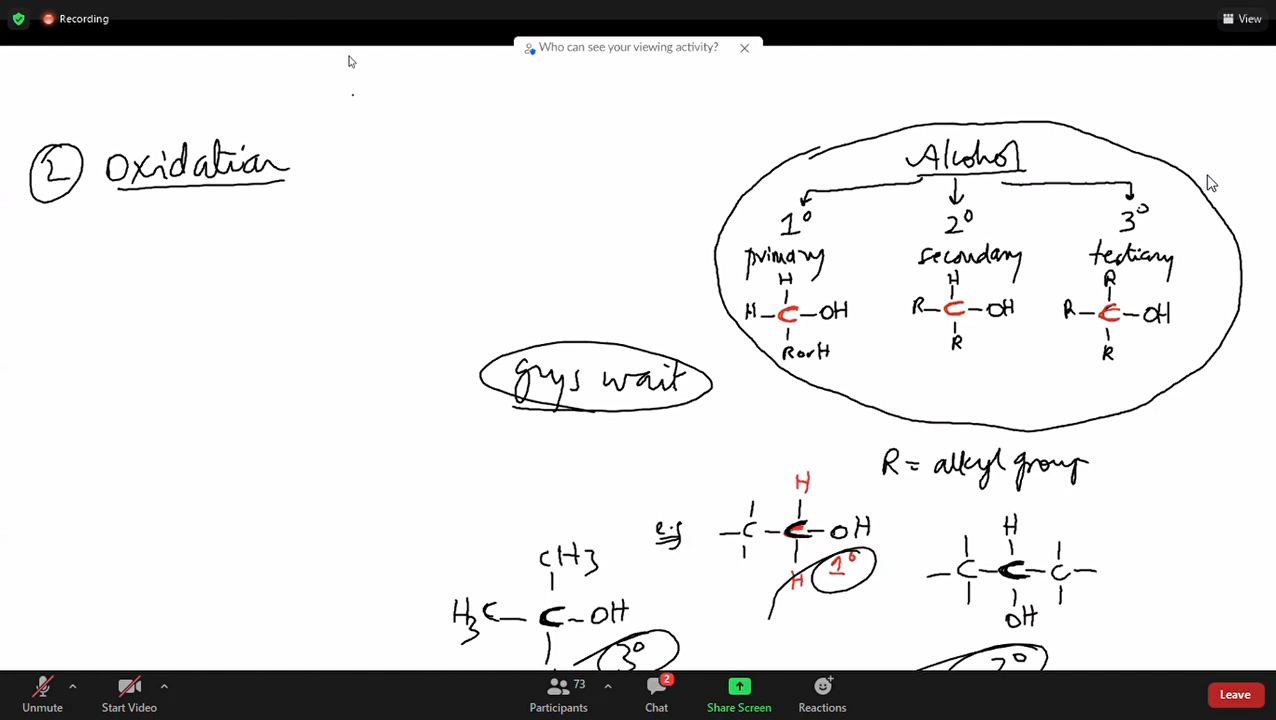 Recording
View
Who can see your viewing activity?
2 Oxidation
Alcohol
1° 2° 3°
primary secondary tertiary
H H R
H-C-OH R-C-OH R-C-OH
R or H R R
guys wait
R = alkyl group
e.g
H
-C-C-OH
H 1°
H
-C-C-C-
OH
CH3
H3C-C-OH
3° 2°
Unmute Start Video Participants 73 Chat 2 Share Screen Reactions Leave